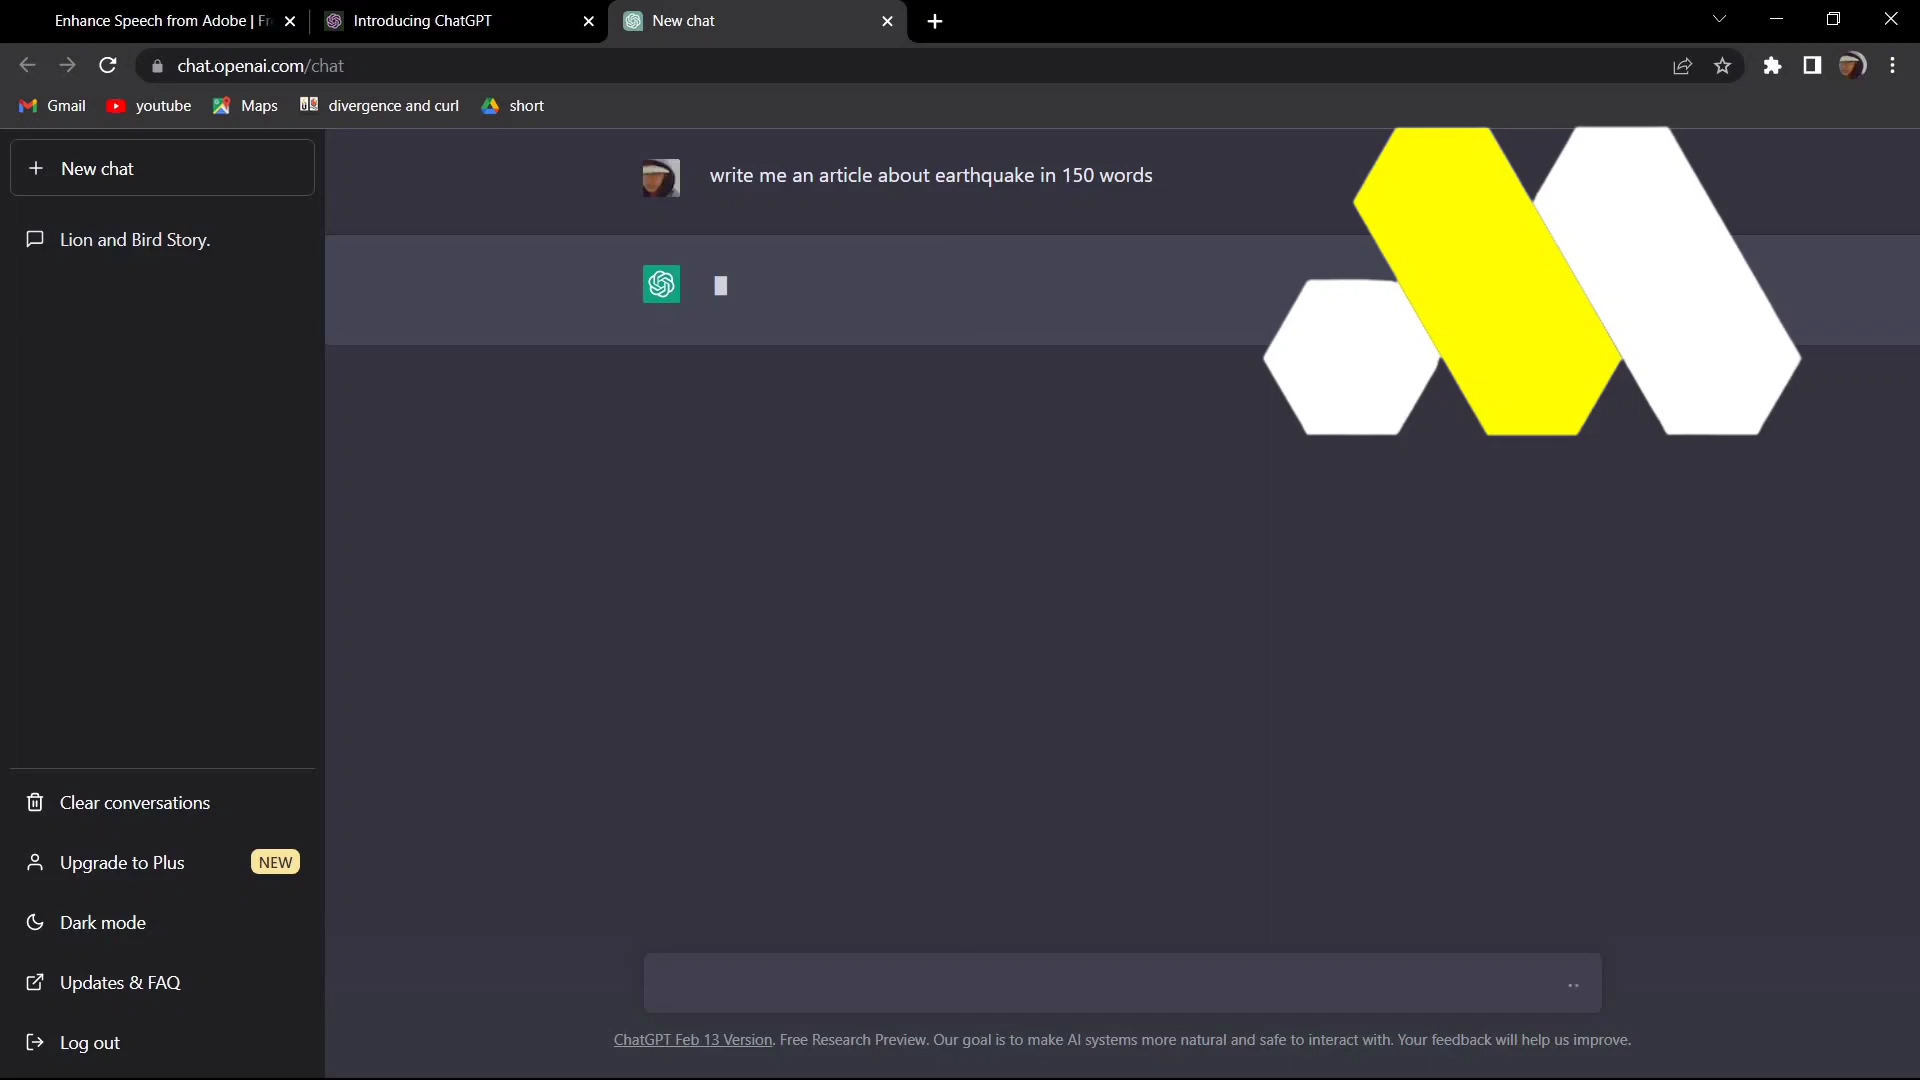 Enhance Speech from Adobe | Fr
Introducing ChatGPT
New chat
chat.openai.com/chat
Gmail
youtube
Maps
divergence and curl
short
New chat
Lion and Bird Story.
write me an article about earthquake in 150 words
Clear conversations
Upgrade to Plus
NEW
Dark mode
Updates & FAQ
Log out
ChatGPT Feb 13 Version. Free Research Preview. Our goal is to make AI systems more natural and safe to interact with. Your feedback will help us improve.